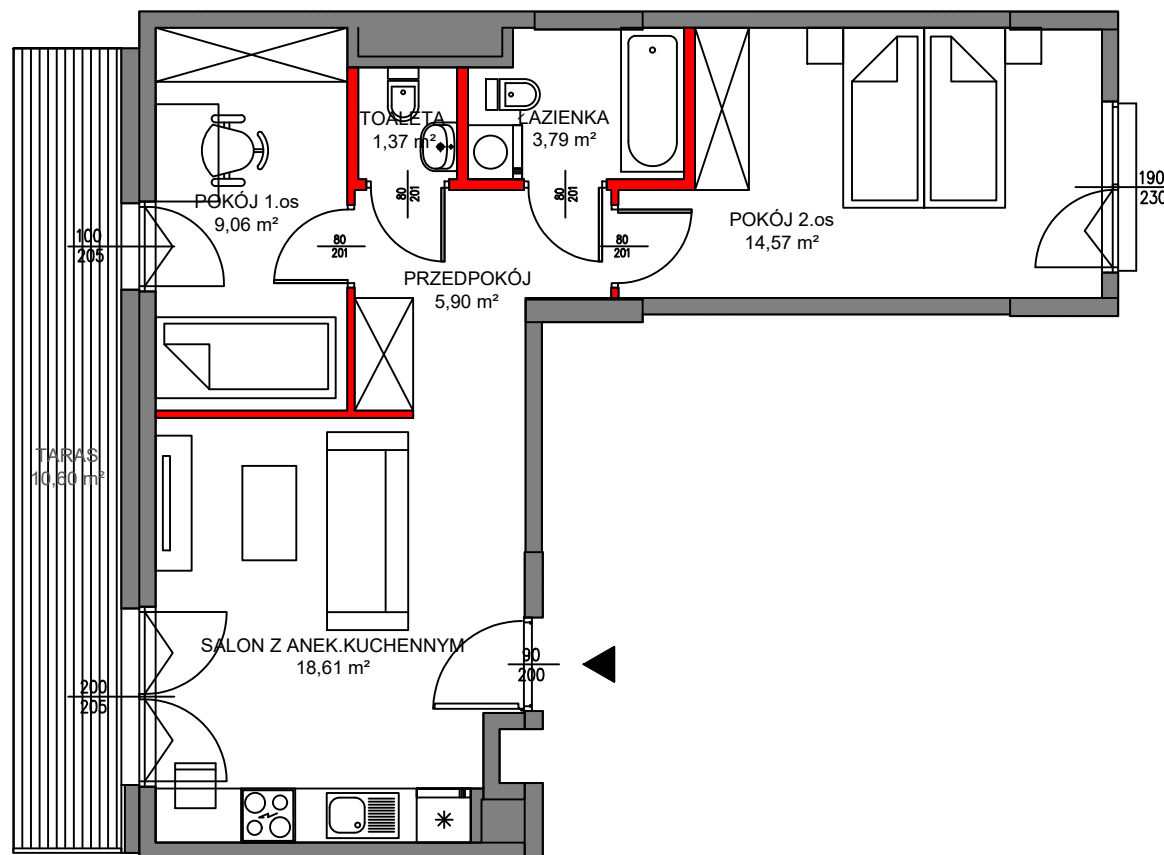 TOALETA
1,37 m²
ŁAZIENKA
3,79 m²
80
201
80
201
190
230
POKÓJ 1.os
9,06 m²
POKÓJ 2.os
14,57 m²
100
205
80
201
80
201
PRZEDPOKÓJ
5,90 m²
TARAS
10,60 m²
SALON Z ANEK.KUCHENNYM
18,61 m²
90
200
200
205